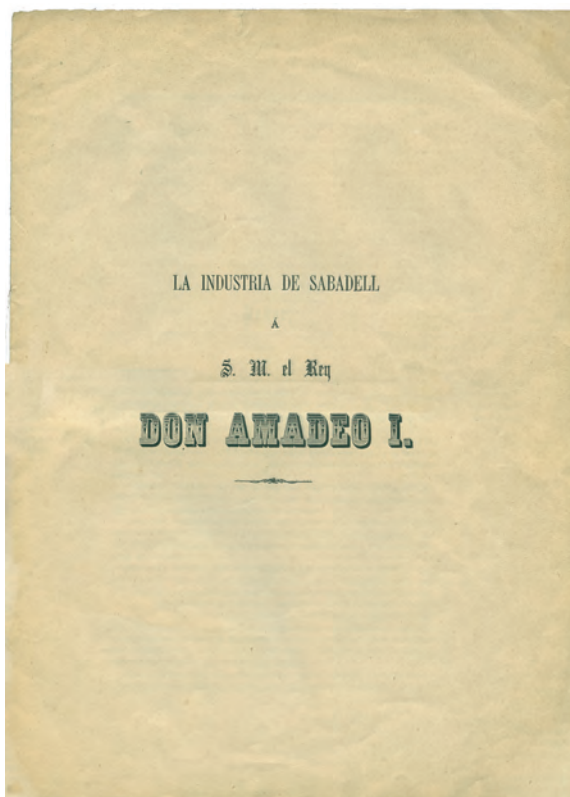 LA INDUSTRIA DE SABADELL
Á
S. M. el Rey
DON AMADEO I.